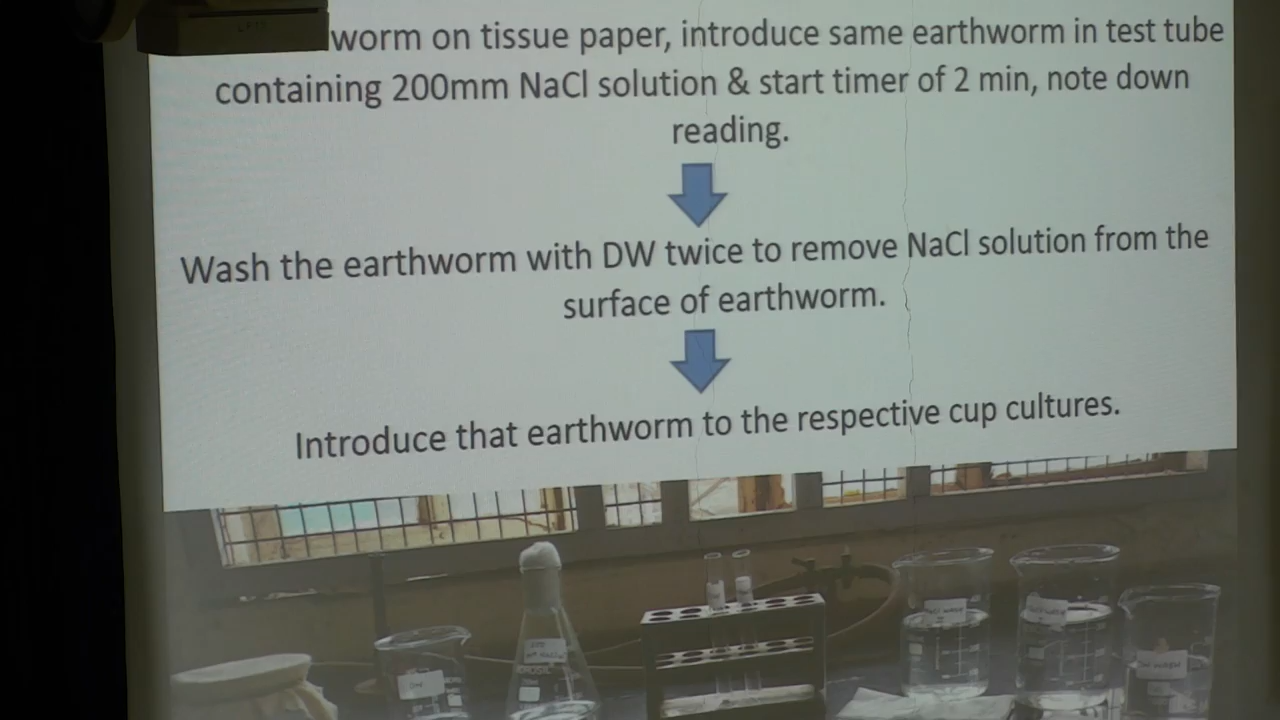 worm on tissue paper, introduce same earthworm in test tube
containing 200mm NaCl solution & start timer of 2 min, note down
reading.
Wash the earthworm with DW twice to remove NaCl solution from the
surface of earthworm.
Introduce that earthworm to the respective cup cultures.